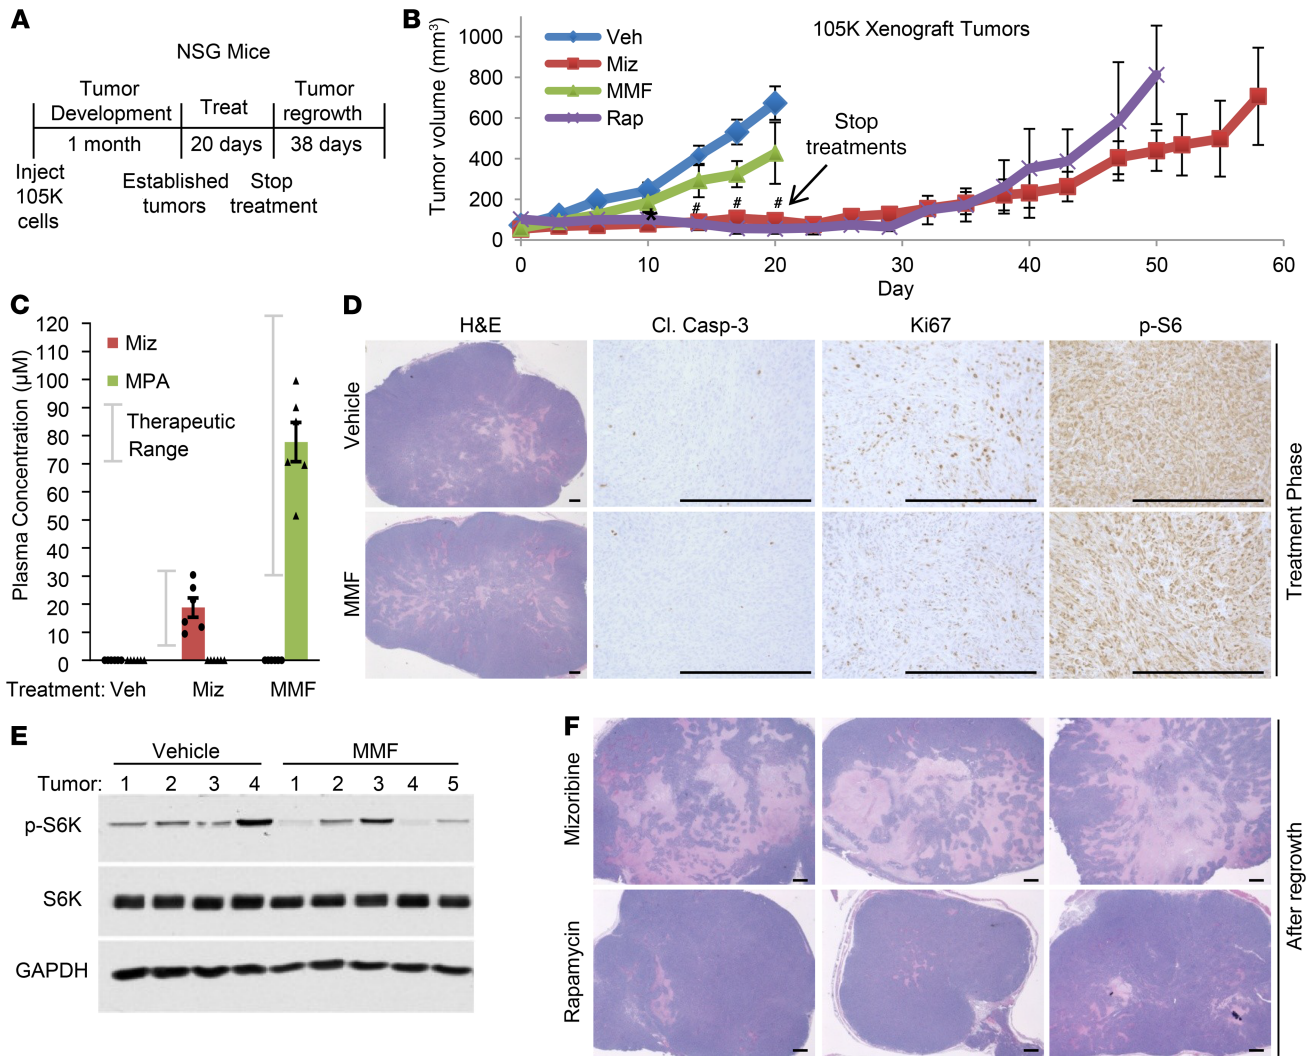 A
NSG Mice
Tumor
Development
Treat
Tumor
regrowth
1 month
20 days
38 days
Inject
105K
cells
Established
tumors
Stop
treatment
B
105K Xenograft Tumors
Tumor volume (mm³)
1000
800
600
400
200
0
Veh
Miz
MMF
Rap
Stop
treatments
*
#
#
#
0 10 20 30 40 50 60
Day
C
Plasma Concentration (µM)
120
110
100
90
80
70
60
50
40
30
20
10
0
Miz
MPA
Therapeutic
Range
Treatment: Veh Miz MMF
D
H&E Cl. Casp-3 Ki67 p-S6
Vehicle
MMF
Treatment Phase
E
Vehicle MMF
Tumor: 1 2 3 4 1 2 3 4 5
p-S6K
S6K
GAPDH
F
Mizoribine
Rapamycin
After regrowth